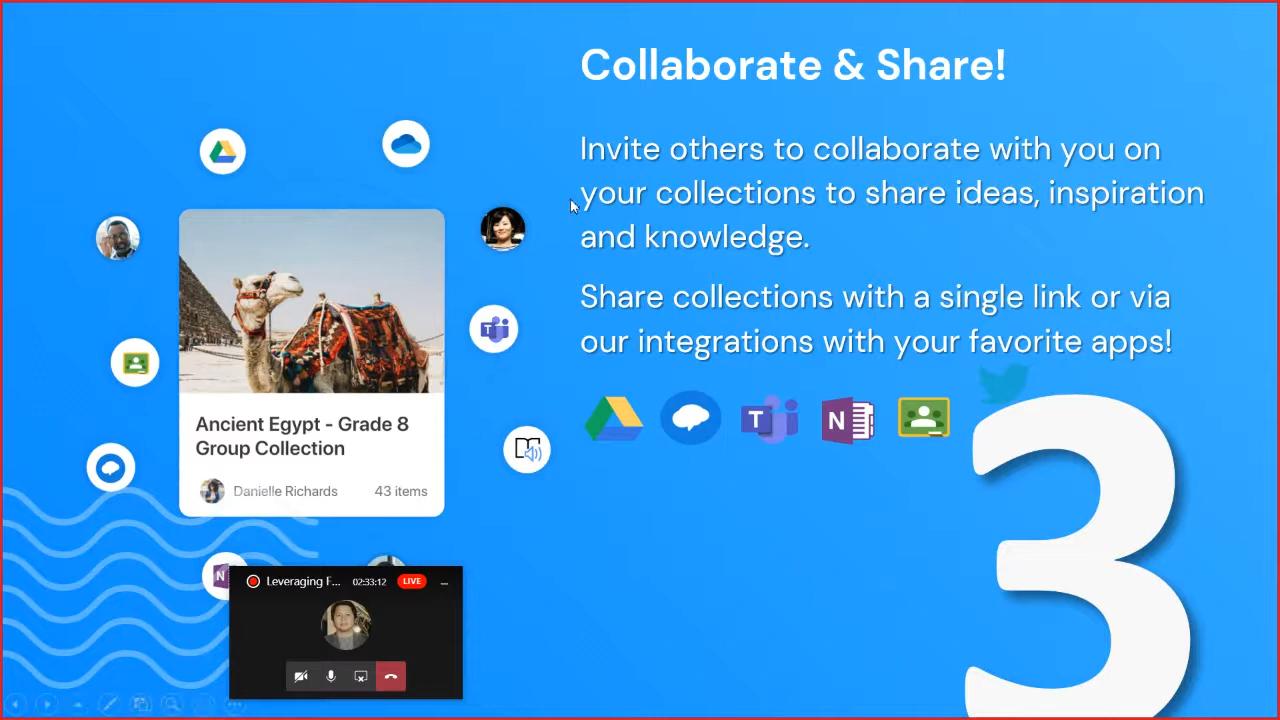 Collaborate & Share!
Invite others to collaborate with you on
your collections to share ideas, inspiration
and knowledge.
Share collections with a single link or via
our integrations with your favorite apps!
T
N
T
3
Ancient Egypt - Grade 8
Group Collection
Danielle Richards 43 items
N
Leveraging F... 02:33:12 LIVE